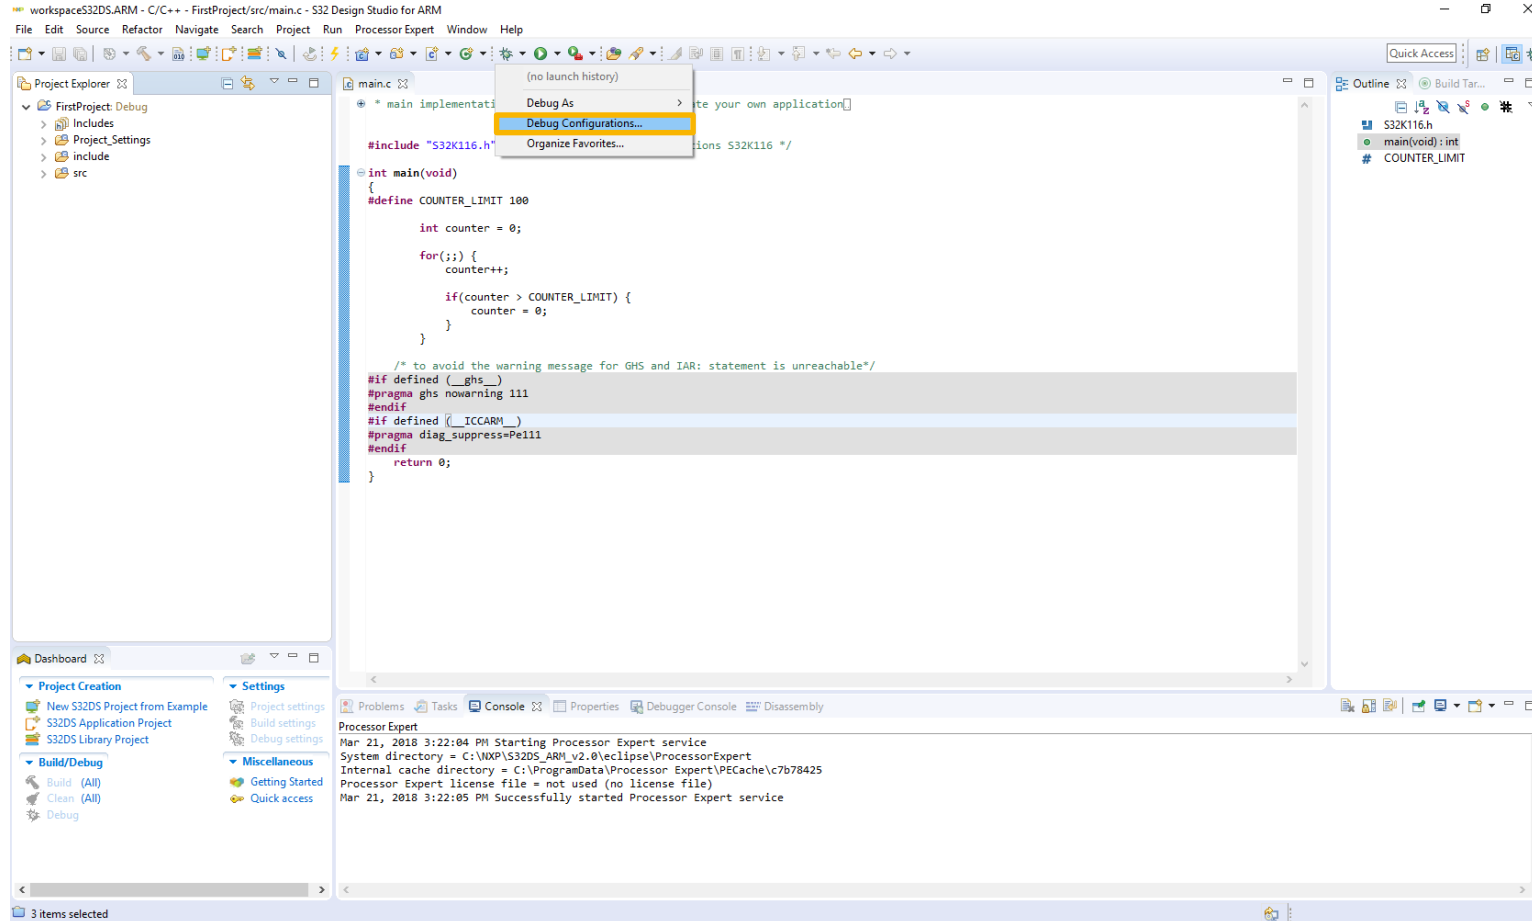 workspaceS32DS.ARM - C/C++ - FirstProject/src/main.c - S32 Design Studio for ARM
File Edit Source Refactor Navigate Search Project Run Processor Expert Window Help
Quick Access
Project Explorer
FirstProject: Debug
Includes
Project_Settings
include
src
main.c
(no launch history)
Debug As
Debug Configurations...
Organize Favorites...
* main implementati
te your own application
#include "S32K116.h"
ions S32K116 */
int main(void)
{
#define COUNTER_LIMIT 100
int counter = 0;
for(;;) {
counter++;
if(counter > COUNTER_LIMIT) {
counter = 0;
}
}
/* to avoid the warning message for GHS and IAR: statement is unreachable*/
#if defined (__ghs__)
#pragma ghs nowarning 111
#endif
#if defined (__ICCARM__)
#pragma diag_suppress=Pe111
#endif
return 0;
}
Outline
Build Tar...
S32K116.h
main(void) : int
COUNTER_LIMIT
Dashboard
Project Creation
New S32DS Project from Example
S32DS Application Project
S32DS Library Project
Build/Debug
Build (All)
Clean (All)
Debug
Settings
Project settings
Build settings
Debug settings
Miscellaneous
Getting Started
Quick access
Problems Tasks Console Properties Debugger Console Disassembly
Processor Expert
Mar 21, 2018 3:22:04 PM Starting Processor Expert service
System directory = C:\NXP\S32DS_ARM_v2.0\eclipse\ProcessorExpert
Internal cache directory = C:\ProgramData\Processor Expert\PECache\c7b78425
Processor Expert license file = not used (no license file)
Mar 21, 2018 3:22:05 PM Successfully started Processor Expert service
3 items selected